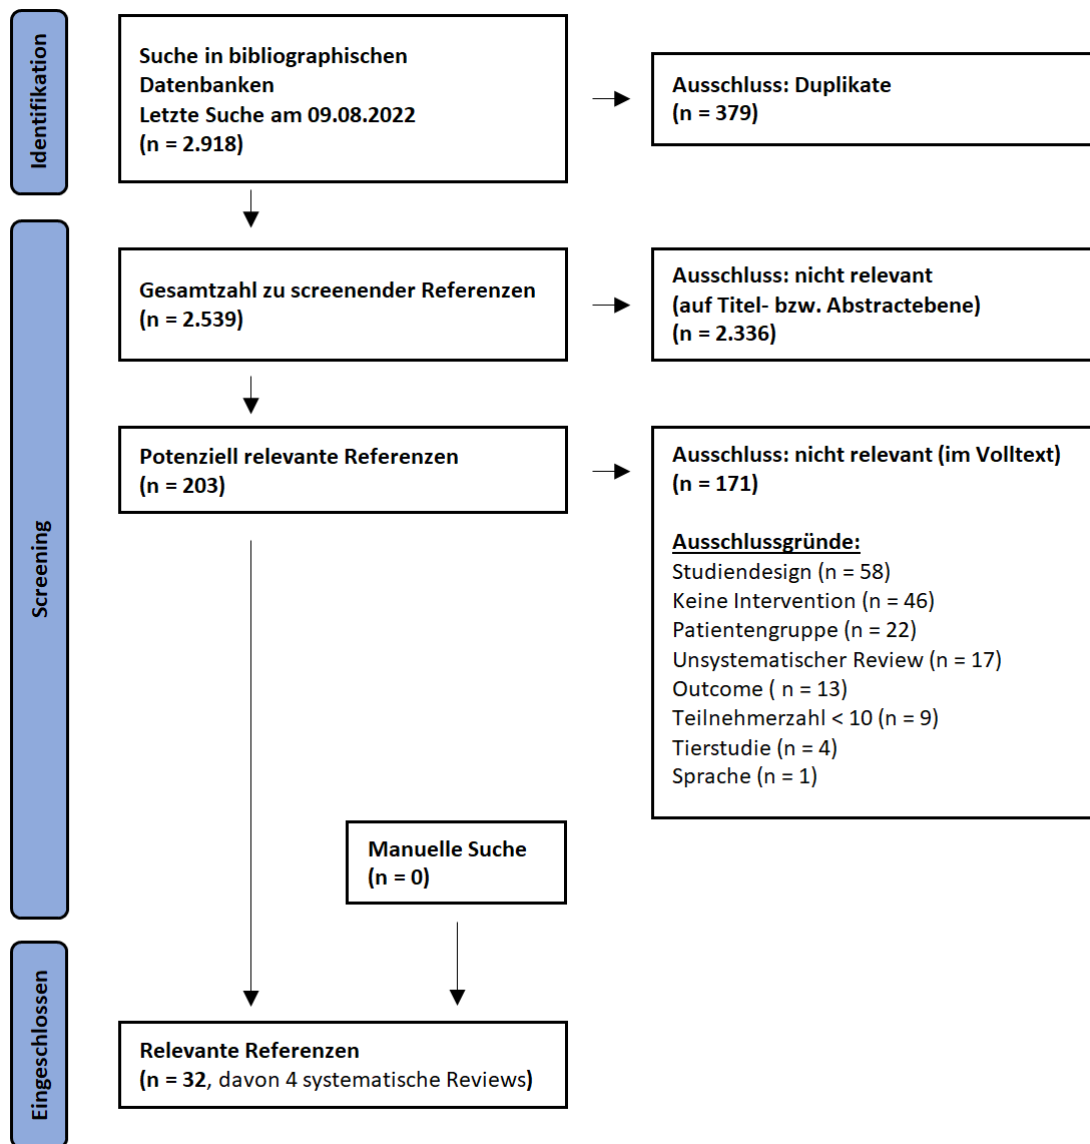 Identifikation
Suche in bibliographischen
Datenbanken
Letzte Suche am 09.08.2022
(n = 2.918)
Ausschluss: Duplikate
(n = 379)
Screening
Gesamtzahl zu screenender Referenzen
(n = 2.539)
Ausschluss: nicht relevant
(auf Titel- bzw. Abstractebene)
(n = 2.336)
Potenziell relevante Referenzen
(n = 203)
Ausschluss: nicht relevant (im Volltext)
(n = 171)
Ausschlussgründe:
Studiendesign (n = 58)
Keine Intervention (n = 46)
Patientengruppe (n = 22)
Unsystematischer Review (n = 17)
Outcome ( n = 13)
Teilnehmerzahl < 10 (n = 9)
Tierstudie (n = 4)
Sprache (n = 1)
Manuelle Suche
(n = 0)
Eingeschlossen
Relevante Referenzen
(n = 32, davon 4 systematische Reviews)